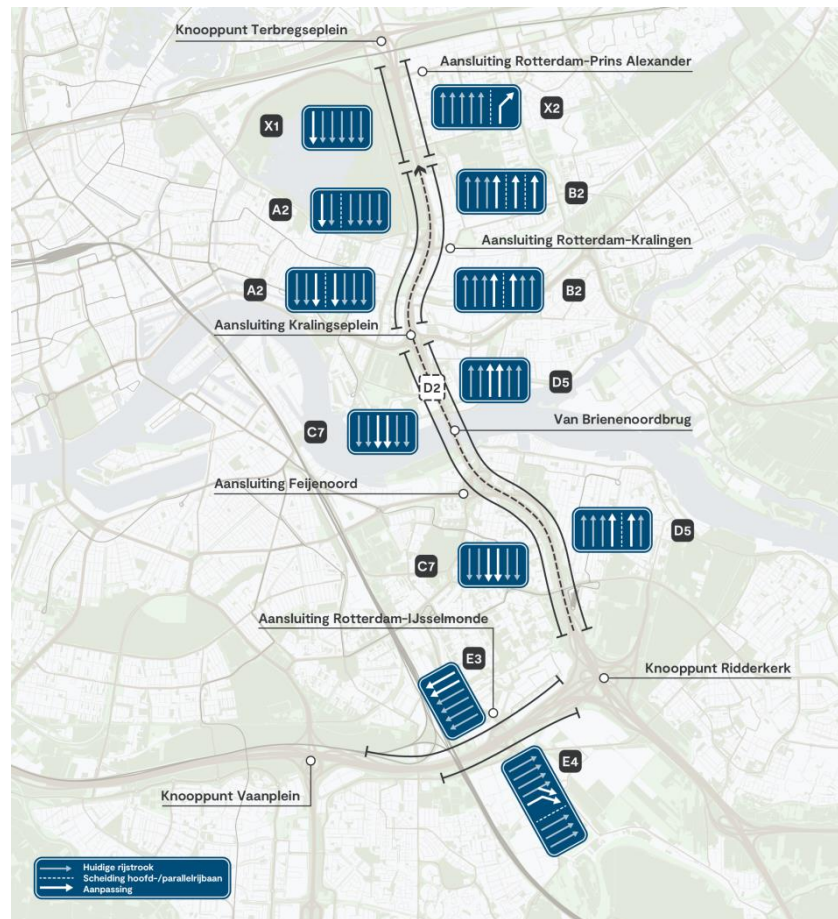 Knooppunt Terbregseplein
Aansluiting Rotterdam-Prins Alexander
X1
X2
A2
B2
Aansluiting Rotterdam-Kralingen
A2
B2
Aansluiting Kralingseplein
D2
D5
C7
Van Brienenoordbrug
Aansluiting Feijenoord
D5
C7
Aansluiting Rotterdam-IJsselmonde
E3
Knooppunt Ridderkerk
E4
Knooppunt Vaanplein
Huidige rijstrook
Scheiding hoofd-/parallelrijbaan
Aanpassing